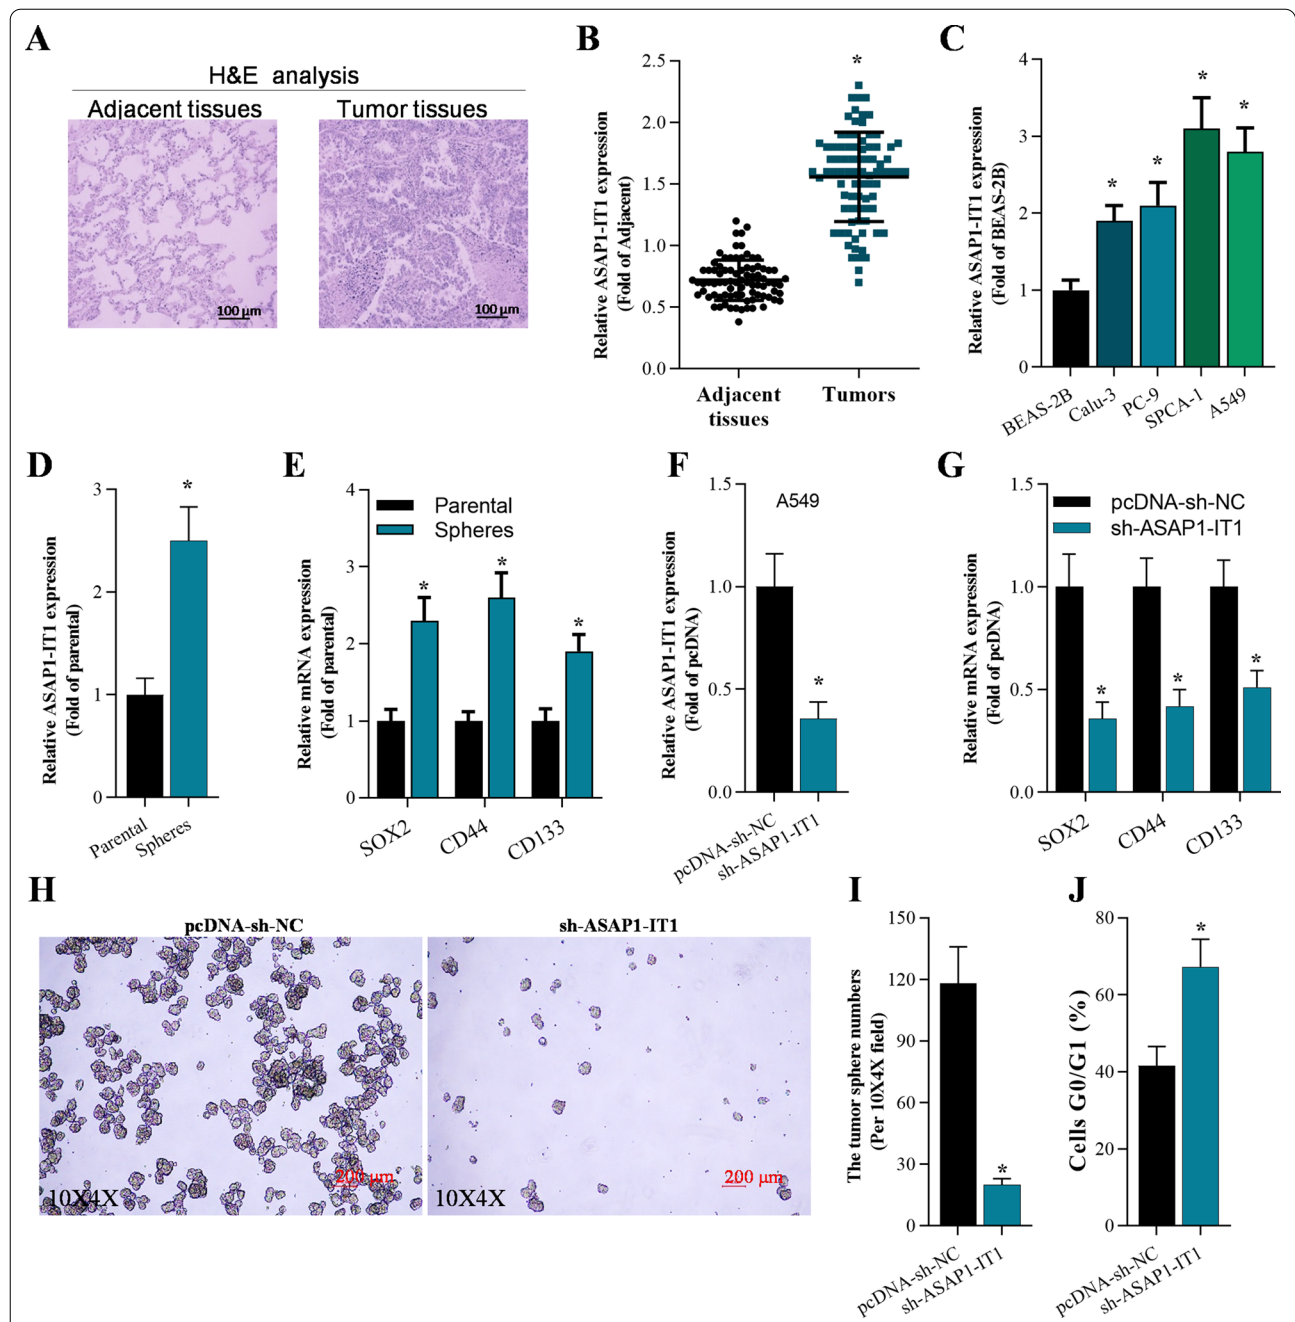 A
H&E analysis
Adjacent tissues
Tumor tissues
100 µm
100 µm
B
Relative ASAP1-IT1 expression
(Fold of Adjacent)
2.5
2.0
1.5
1.0
0.5
0.0
*
Adjacent
tissues
Tumors
C
Relative ASAP1-IT1 expression
(Fold of BEAS-2B)
4
3
2
1
0
*
*
*
*
BEAS-2B
Calu-3
PC-9
SPCA-1
A549
D
Relative ASAP1-IT1 expression
(Fold of parental)
3
2
1
0
*
Parental
Spheres
E
Relative mRNA expression
(Fold of parental)
4
3
2
1
0
Parental
Spheres
*
*
*
SOX2
CD44
CD133
F
Relative ASAP1-IT1 expression
(Fold of pcDNA)
1.5
1.0
0.5
0.0
A549
*
pcDNA-sh-NC
sh-ASAP1-IT1
G
Relative mRNA expression
(Fold of pcDNA)
1.5
1.0
0.5
0.0
pcDNA-sh-NC
sh-ASAP1-IT1
*
*
*
SOX2
CD44
CD133
H
pcDNA-sh-NC
sh-ASAP1-IT1
200 µm
10X4X
200 µm
10X4X
I
The tumor sphere numbers
(Per 10X4X field)
150
120
90
60
30
0
*
pcDNA-sh-NC
sh-ASAP1-IT1
J
Cells G0/G1 (%)
80
60
40
20
0
*
pcDNA-sh-NC
sh-ASAP1-IT1